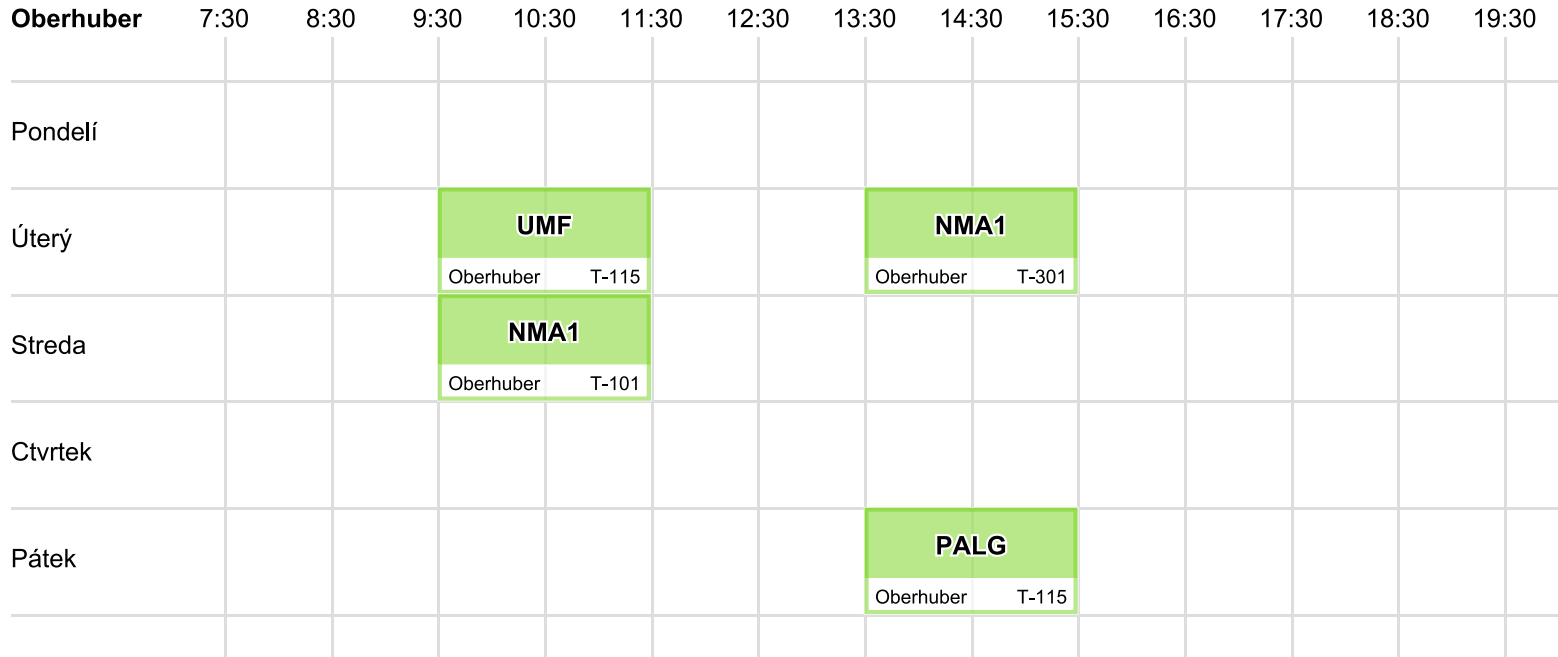 Oberhuber 7:30 8:30 9:30 10:30 11:30 12:30 13:30 14:30 15:30 16:30 17:30 18:30 19:30
Pondelí
Úterý
UMF
Oberhuber T-115
NMA1
Oberhuber T-301
Streda
NMA1
Oberhuber T-101
Ctvrtek
Pátek
PALG
Oberhuber T-115